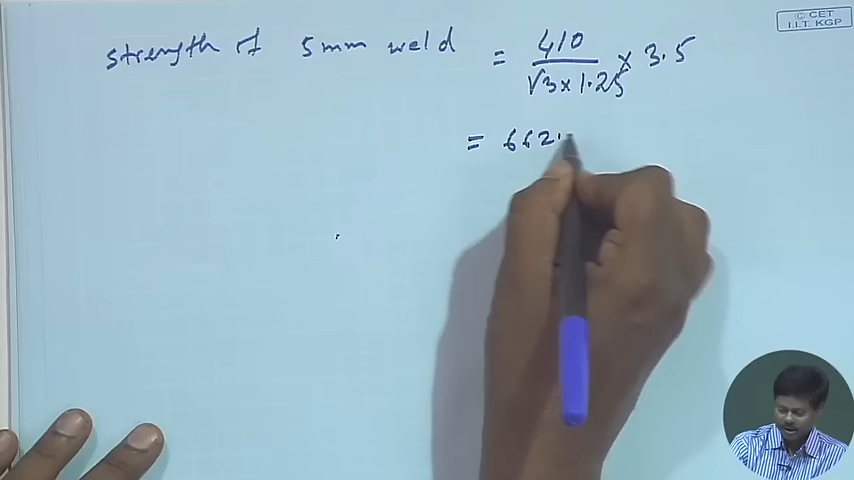 © CET
I.I.T. KGP
strength of 5mm weld = 410 / √3 × 1.25 × 3.5
= 662.